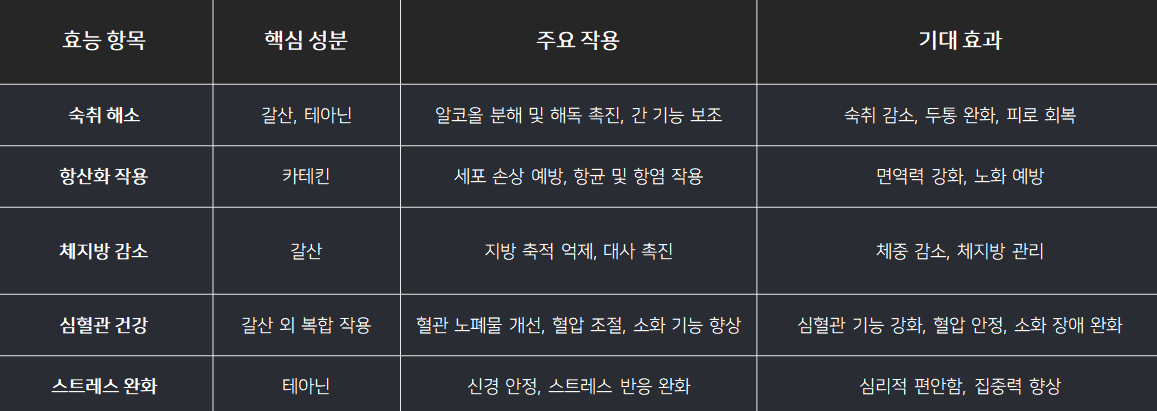 효능 항목 핵심 성분 주요 작용 기대 효과
숙취 해소 갈산, 테아닌 알코올 분해 및 해독 촉진, 간 기능 보조 숙취 감소, 두통 완화, 피로 회복
항산화 작용 카테킨 세포 손상 예방, 항균 및 항염 작용 면역력 강화, 노화 예방
체지방 감소 갈산 지방 축적 억제, 대사 촉진 체중 감소, 체지방 관리
심혈관 건강 갈산 외 복합 작용 혈관 노폐물 개선, 혈압 조절, 소화 기능 향상 심혈관 기능 강화, 혈압 안정, 소화 장애 완화
스트레스 완화 테아닌 신경 안정, 스트레스 반응 완화 심리적 편안함, 집중력 향상